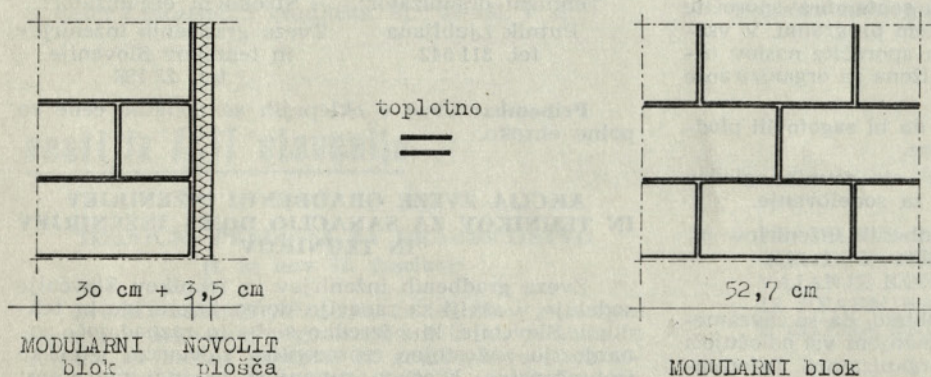 toplotno
=
30 cm + 3,5 cm
52,7 cm
MODULARNI NOVOLIT
blok plošča
MODULARNI blok